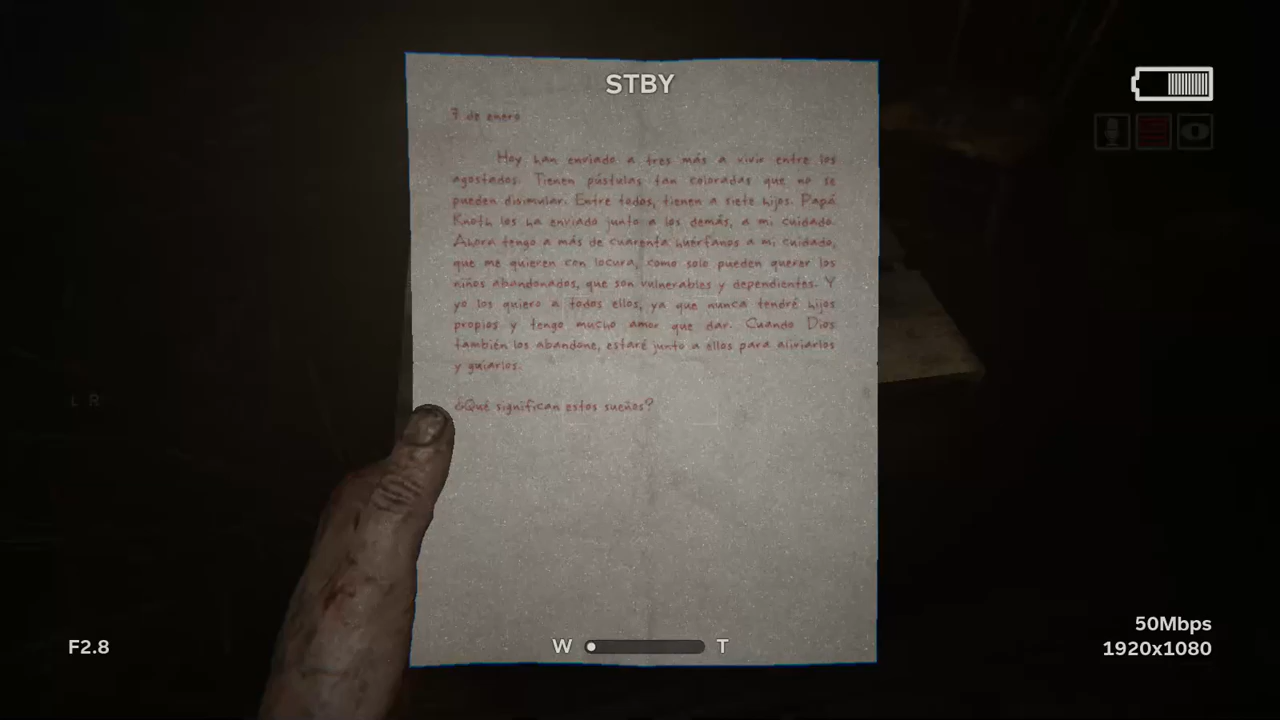 STBY
7 de enero
Hoy han enviado a tres más a vivir entre los
agostados. Tienen pústulas tan coloradas que no se
pueden disimular. Entre todos, tienen a siete hijos. Papá
Knoth los ha enviado junto a los demás, a mi cuidado.
Ahora tengo a más de cuarenta huérfanos a mi cuidado,
que me quieren con locura, como solo pueden querer los
niños abandonados, que son vulnerables y dependientes. Y
yo los quiero a todos ellos, ya que nunca tendré hijos
propios y tengo mucho amor que dar. Cuando Dios
también los abandone, estaré junto a ellos para aliviarlos
y guiarlos.
¿Qué significan estos sueños?
L R
F2.8
W T
50Mbps
1920x1080